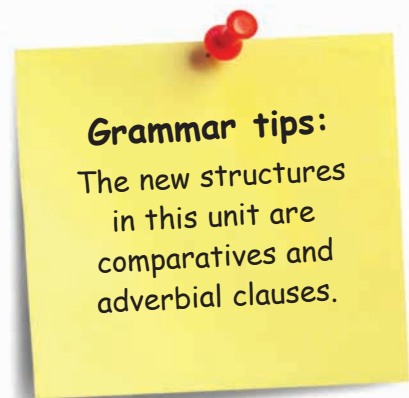 Grammar tips:
The new structures
in this unit are
comparatives and
adverbial clauses.